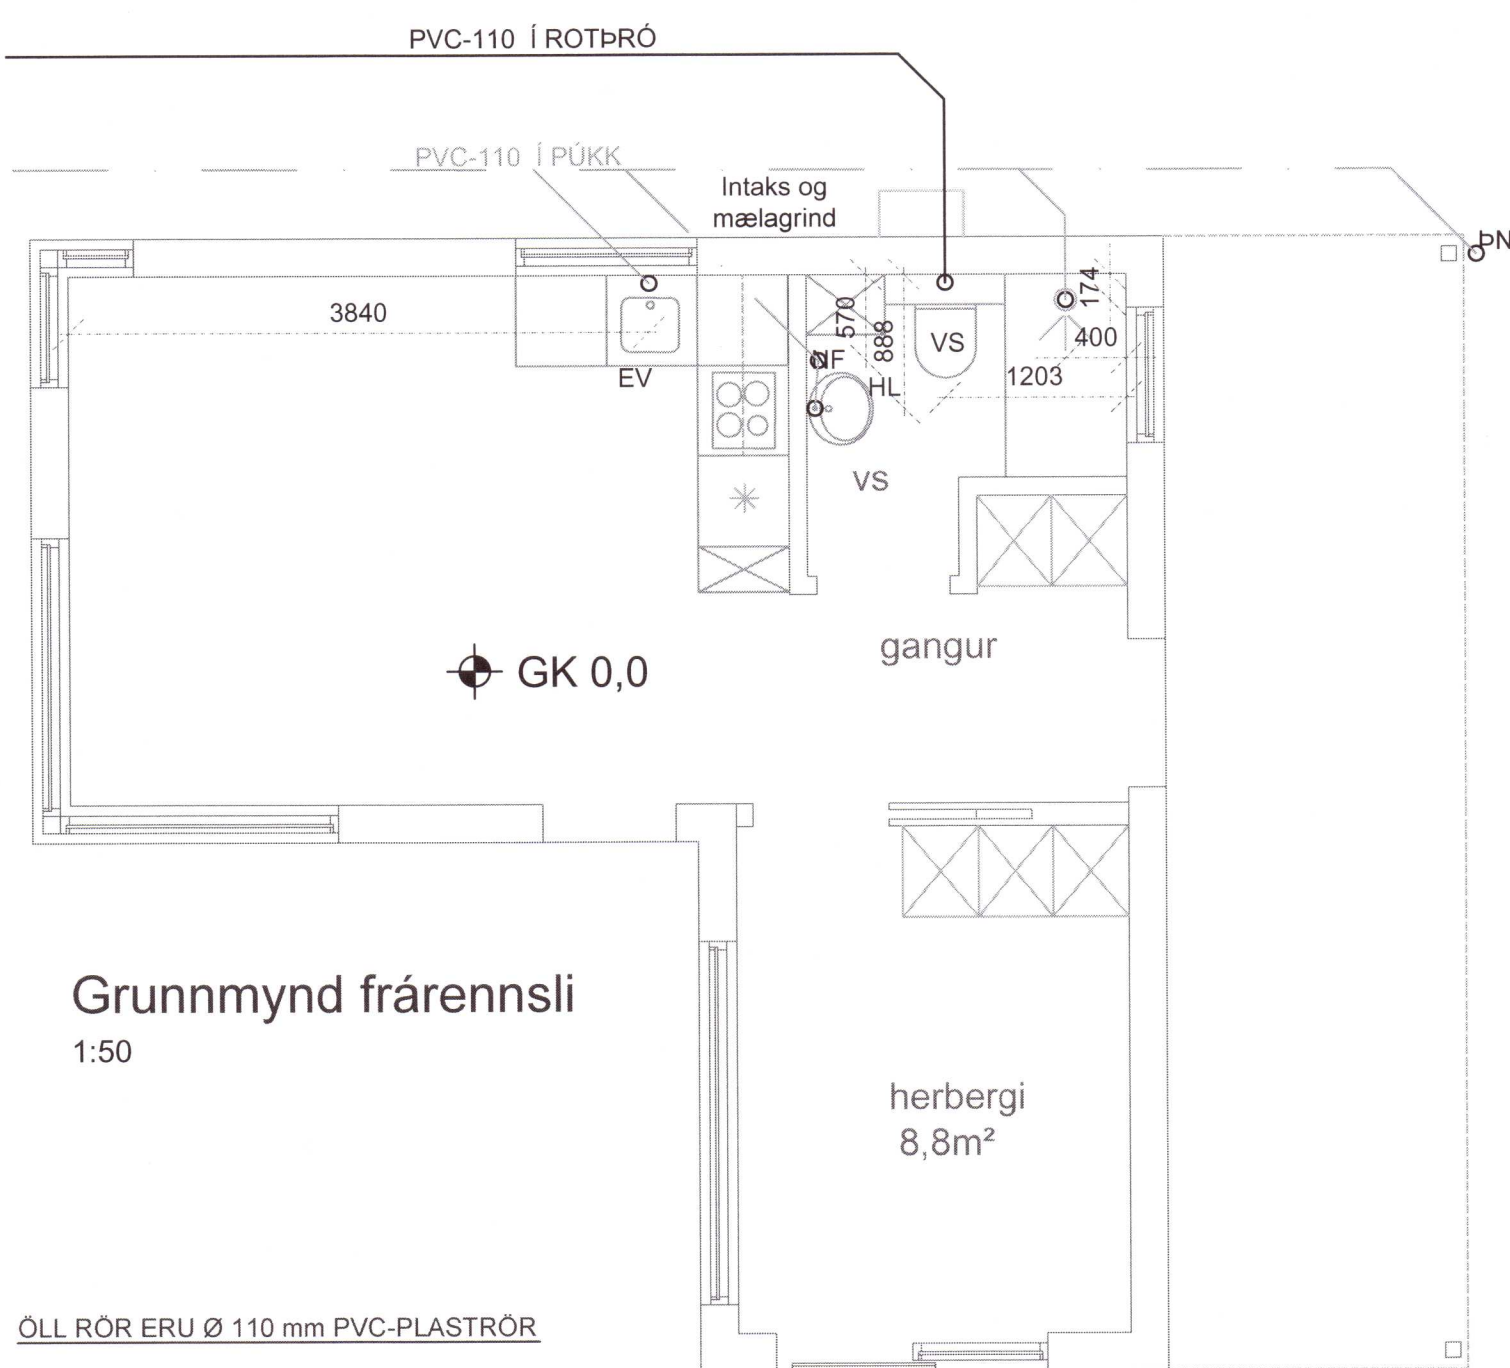 PVC-110 Í ROTÞRÓ
PVC-110 Í PÚKK
Intaks og
mælagrind
ÞN
3840
EV
570
888
NF
HL
VS
174
400
1203
VS
gangur
GK 0,0
Grunnmynd frárennsli
1:50
herbergi
8,8m²
ÖLL RÖR ERU Ø 110 mm PVC-PLASTRÖR